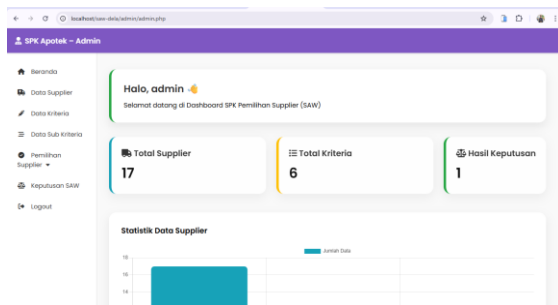 localhost/saw-dela/admin/admin.php
SPK Apotek – Admin
Beranda
Data Supplier
Data Kriteria
Data Sub Kriteria
Pemilihan
Supplier
Keputusan SAW
Logout
Halo, admin 👋
Selamat datang di Dashboord SPK Pemilihan Supplier (SAW)
Total Supplier
17
Total Kriteria
6
Hasil Keputusan
1
Statistik Data Supplier
Jumlah Data
18
16
14